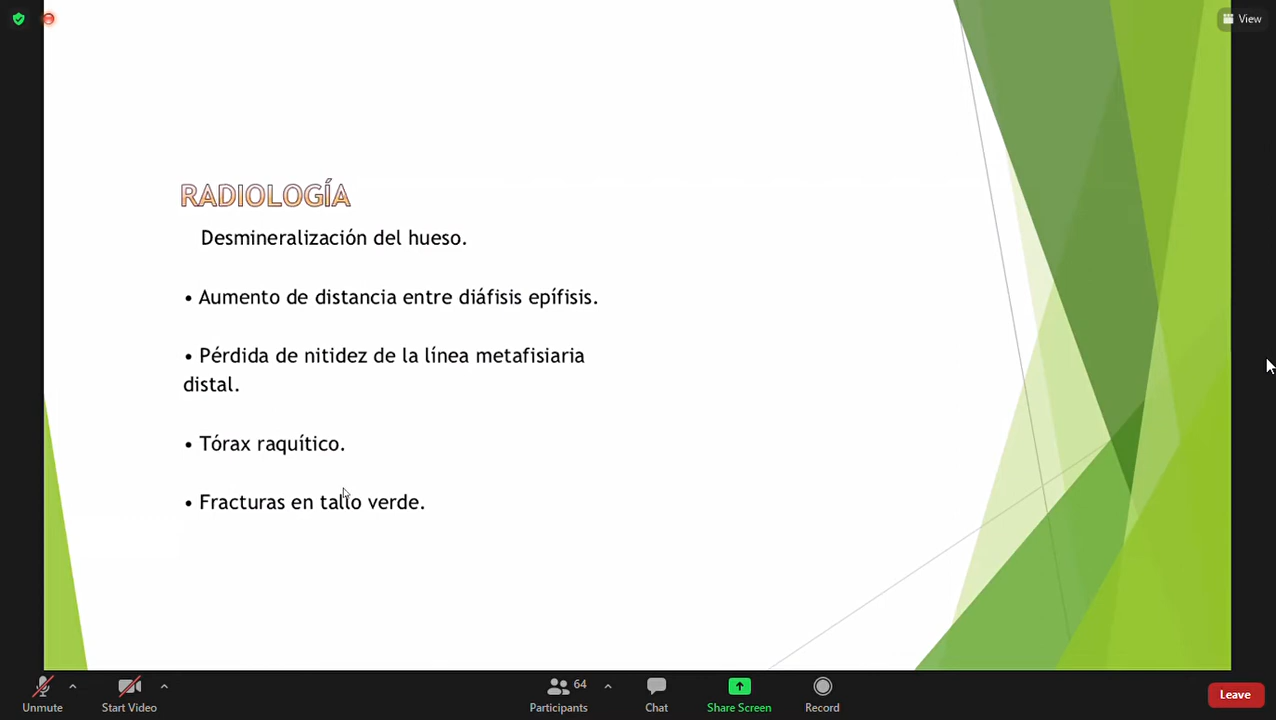 View
RADIOLOGÍA
Desmineralización del hueso.
• Aumento de distancia entre diáfisis epífisis.
• Pérdida de nitidez de la línea metafisiaria
distal.
• Tórax raquítico.
• Fracturas en tallo verde.
Unmute
Start Video
64
Participants
Chat
Share Screen
Record
Leave